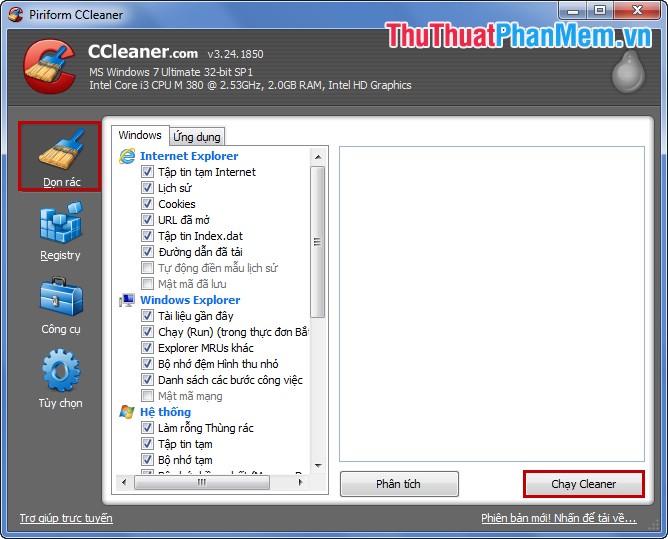 Piriform CCleaner
ThuThuatPhanMem.vn
CCleaner.com v3.24.1850
MS Windows 7 Ultimate 32-bit SP1
Intel Core i3 CPU M 380 @ 2.53GHz, 2.0GB RAM, Intel HD Graphics
Dọn rác
Registry
Công cụ
Tùy chọn
Windows
Ứng dụng
Internet Explorer
Tập tin tạm Internet
Lịch sử
Cookies
URL đã mở
Tập tin Index.dat
Đường dẫn đã tải
Tự động điền mẫu lịch sử
Mật mã đã lưu
Windows Explorer
Tài liệu gần đây
Chạy (Run) (trong thực đơn Bắt
Explorer MRUs khác
Bộ nhớ đệm Hình thu nhỏ
Danh sách các bước công việc
Mật mã mạng
Hệ thống
Làm rỗng Thùng rác
Tập tin tạm
Bộ nhớ tạm
Phân tích
Chạy Cleaner
Trợ giúp trực tuyến
Phiên bản mới! Nhấn để tải về...